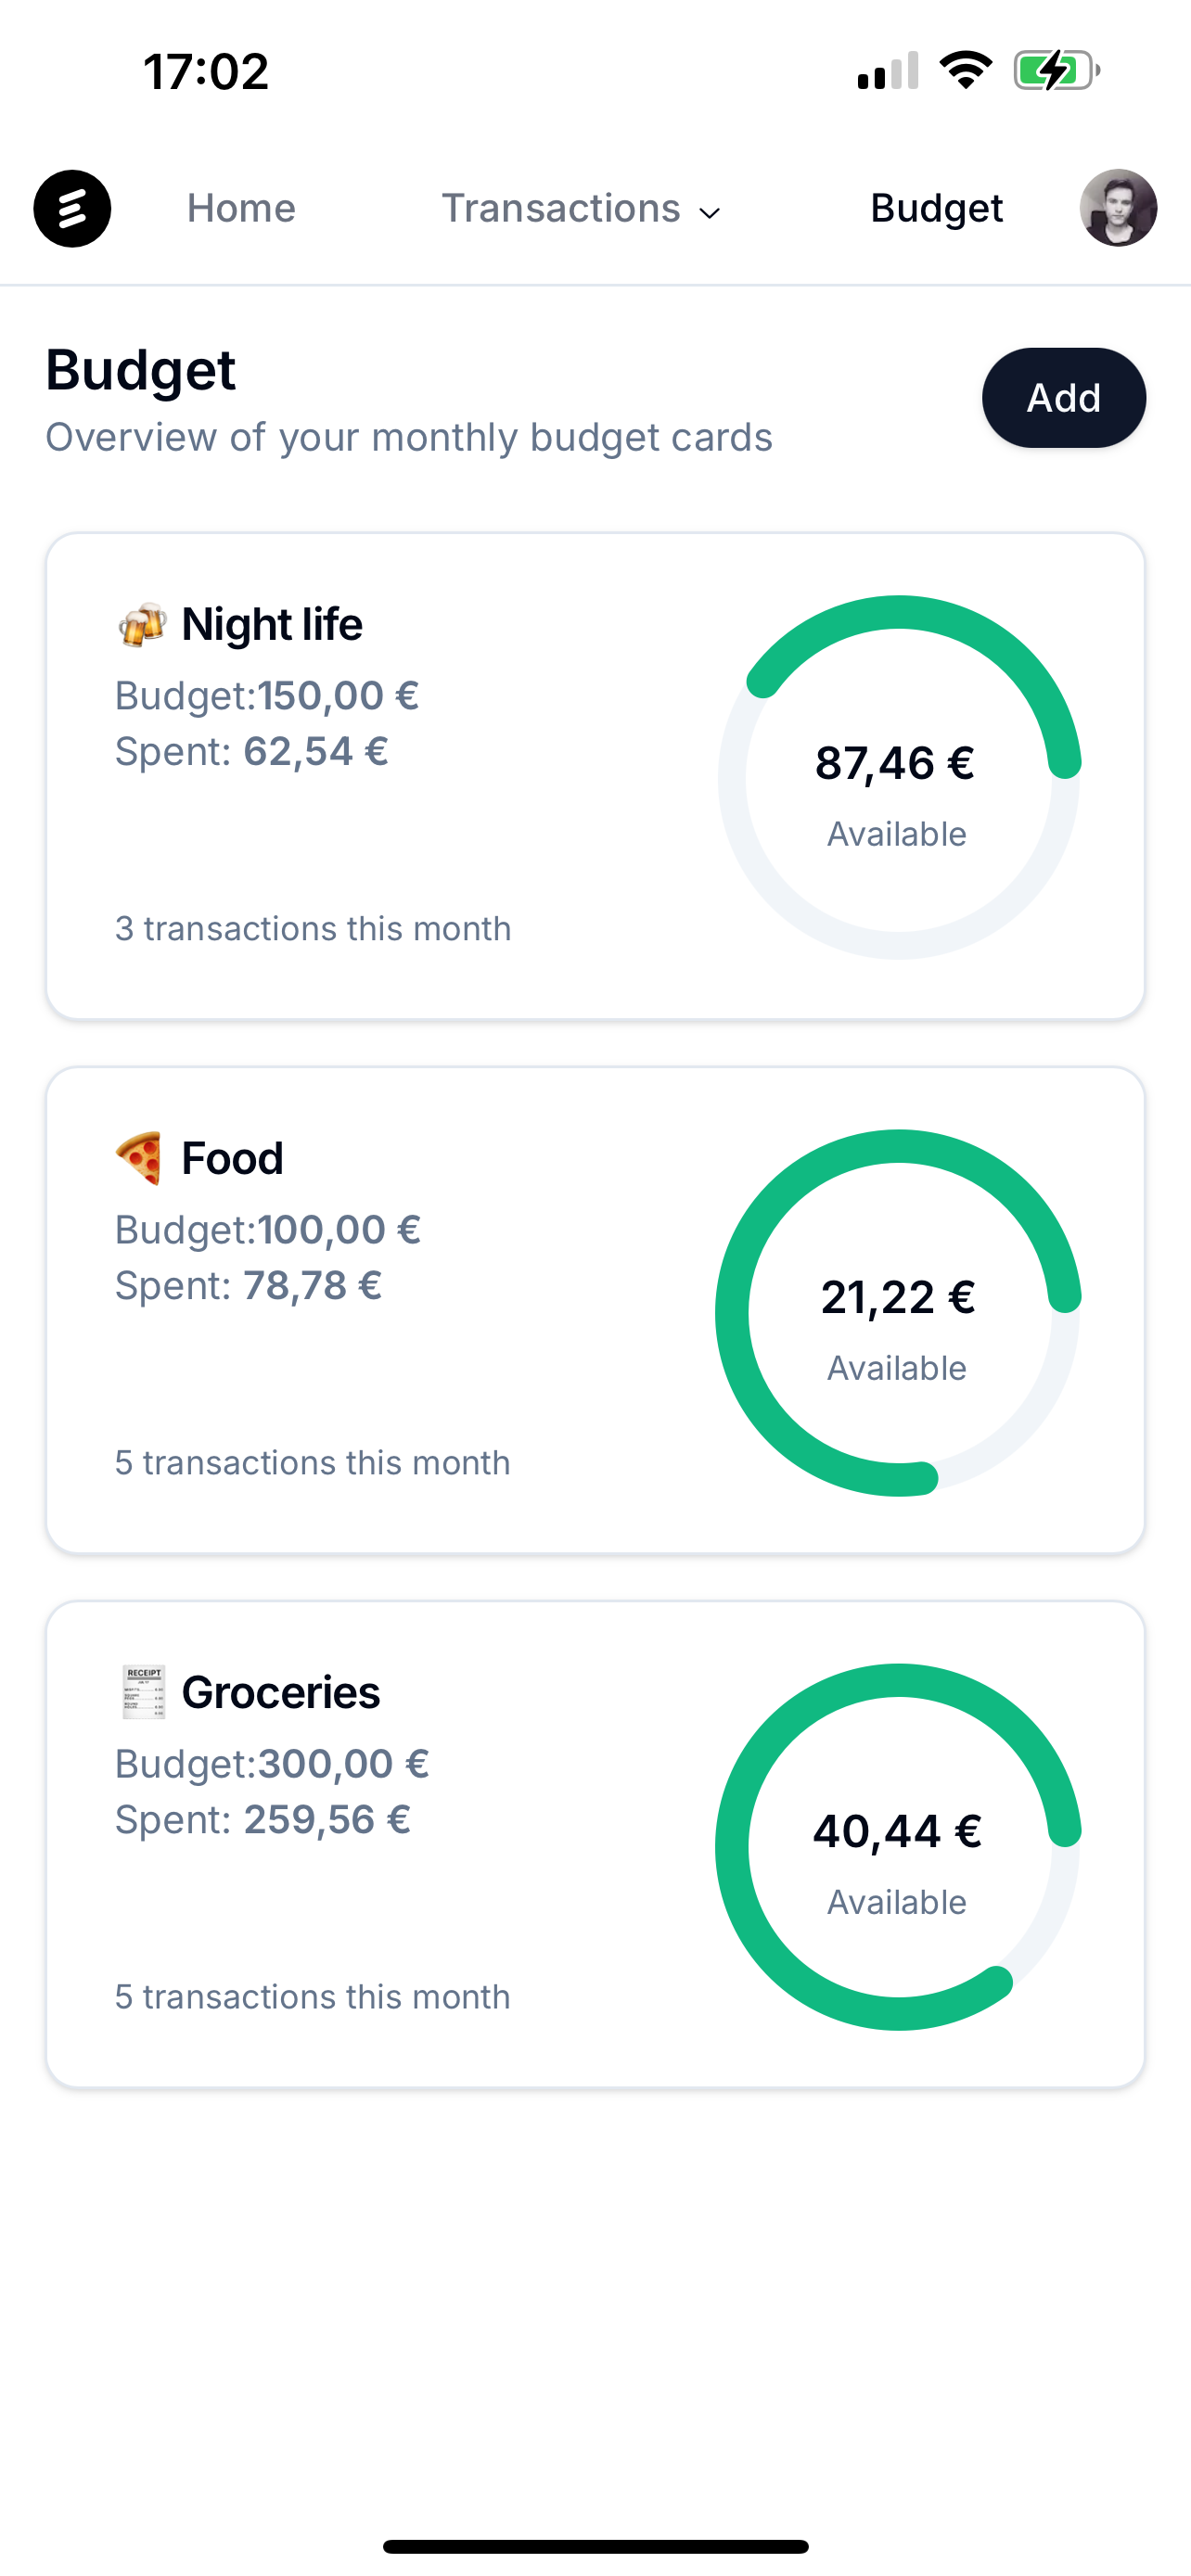 17:02
Home Transactions Budget
Budget
Add
Overview of your monthly budget cards
Night life
Budget:150,00 €
Spent: 62,54 €
87,46 €
Available
3 transactions this month
Food
Budget:100,00 €
Spent: 78,78 €
21,22 €
Available
5 transactions this month
RECEIPT
Groceries
Budget:300,00 €
Spent: 259,56 €
40,44 €
Available
5 transactions this month